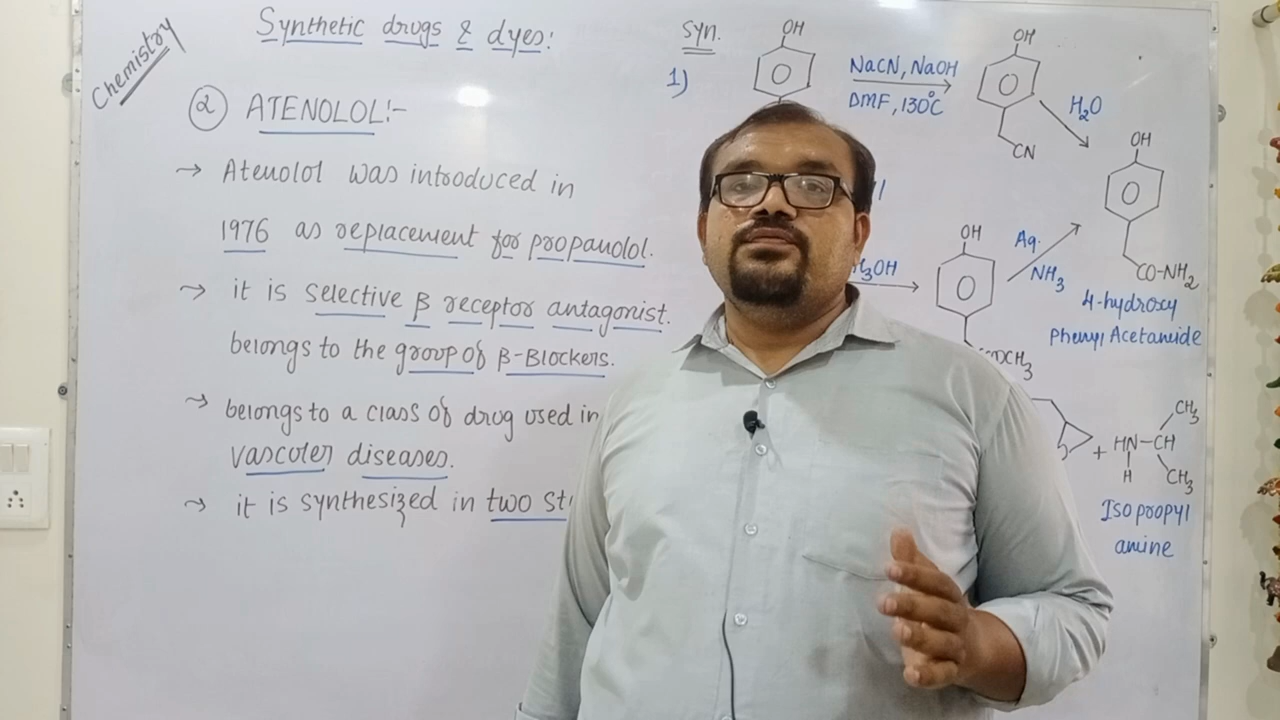 Chemistry
Synthetic drugs & dyes:
② ATENOLOL:-
→ Atenolol was introduced in
1976 as replacement for propanolol.
→ it is selective β receptor antagonist.
belongs to the group of β-Blockers.
→ belongs to a class of drug used in
vascoler diseases.
→ it is synthesized in two
Syn.
1)
OH
NaCN, NaOH
DMF, 130°C
OH
CN
H₂O
OH
CO-NH₂
4-hydroxy
Phenyl Acetamide
OH
Aq.
NH₃
CH₃
+ HN-CH
H
CH₃
Isopropyl
amine